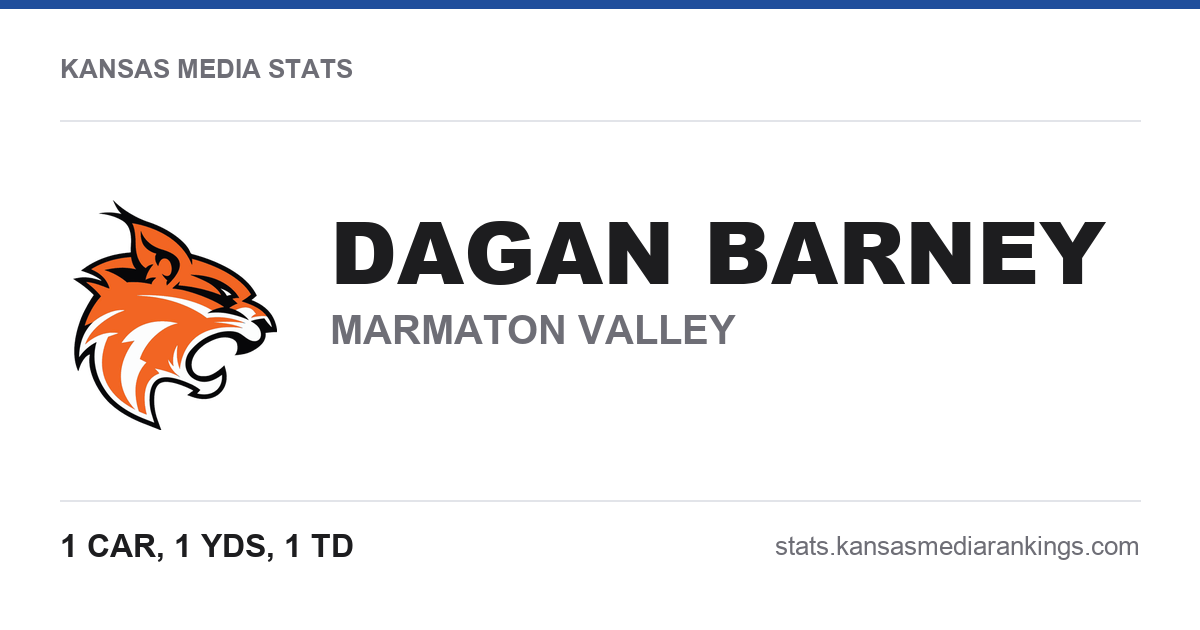 KANSAS MEDIA STATS
DAGAN BARNEY
MARMATON VALLEY
1 CAR, 1 YDS, 1 TD
stats.kansasmediarankings.com